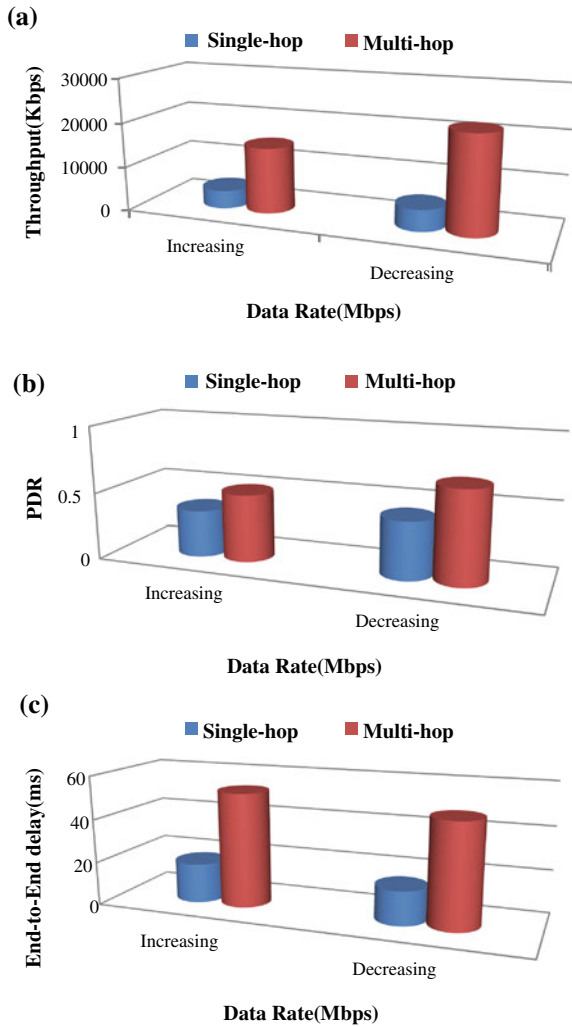 (a)
Single-hop Multi-hop
Throughput(Kbps)
30000
20000
10000
0
Increasing
Decreasing
Data Rate(Mbps)
(b)
Single-hop Multi-hop
PDR
1
0.5
0
Increasing
Decreasing
Data Rate(Mbps)
(c)
Single-hop Multi-hop
End-to-End delay(ms)
60
40
20
0
Increasing
Decreasing
Data Rate(Mbps)